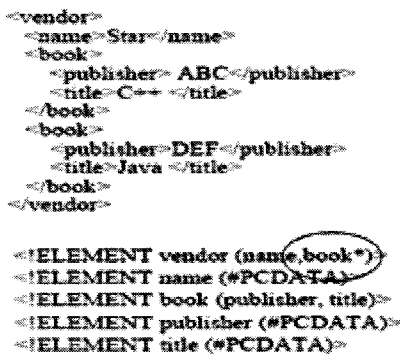 <vendor>
<name>Star</name>
<book>
<publisher> ABC</publisher>
<title>C++ </title>
</book>
<book>
<publisher>DEF</publisher>
<title>Java </title>
</book>
</vendor>
<!ELEMENT vendor (name,book*)>
<!ELEMENT name (#PCDATA)>
<!ELEMENT book (publisher, title)>
<!ELEMENT publisher (#PCDATA)>
<!ELEMENT title (#PCDATA)>